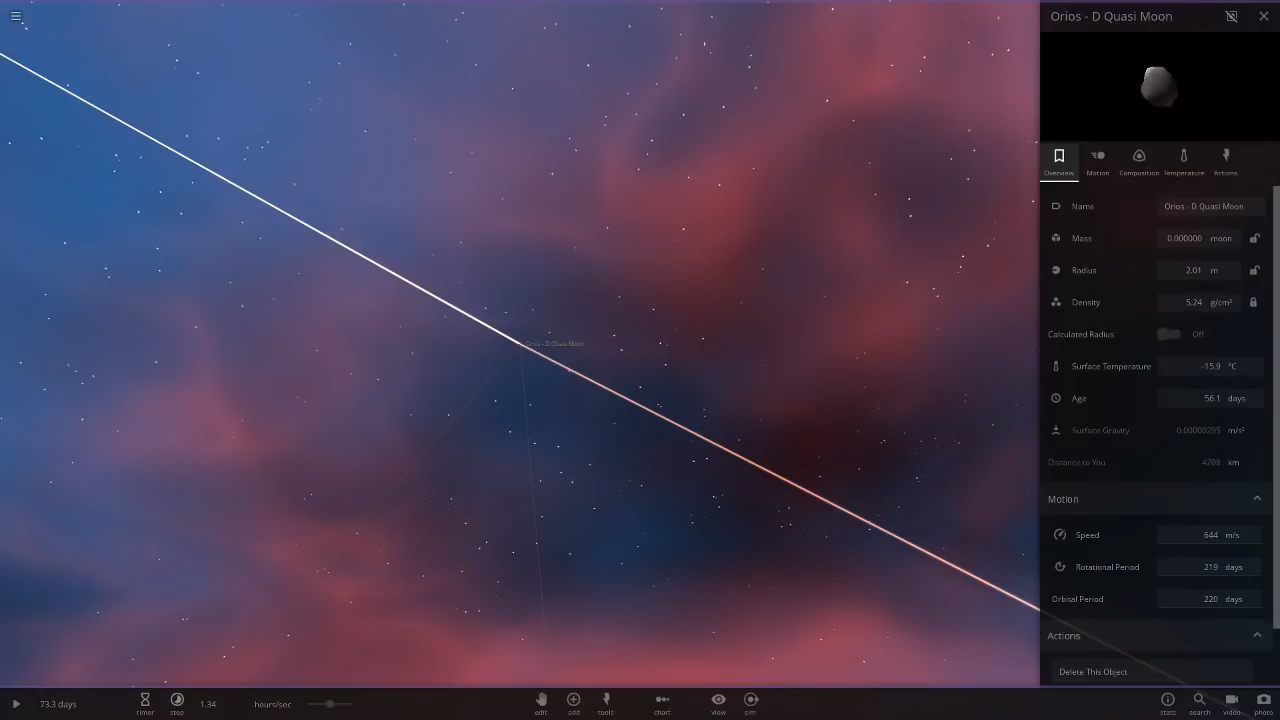 Orios - D Quasi Moon
Overview Motion Composition Temperature Actions
Name Orios - D Quasi Moon
Mass 0.000000 moon
Radius 2.01 m
Density 5.24 g/cm³
Orios - D Quasi Moon
Calculated Radius Off
Surface Temperature -15.9 °C
Age 56.1 days
Surface Gravity 0.00000295 m/s²
Distance to You 4208 km
Motion
Speed 644 m/s
Rotational Period 219 days
Orbital Period 220 days
Actions
Delete This Object
73.3 days timer step 1.34 hours/sec edit add tools chart view sim stats search video photo